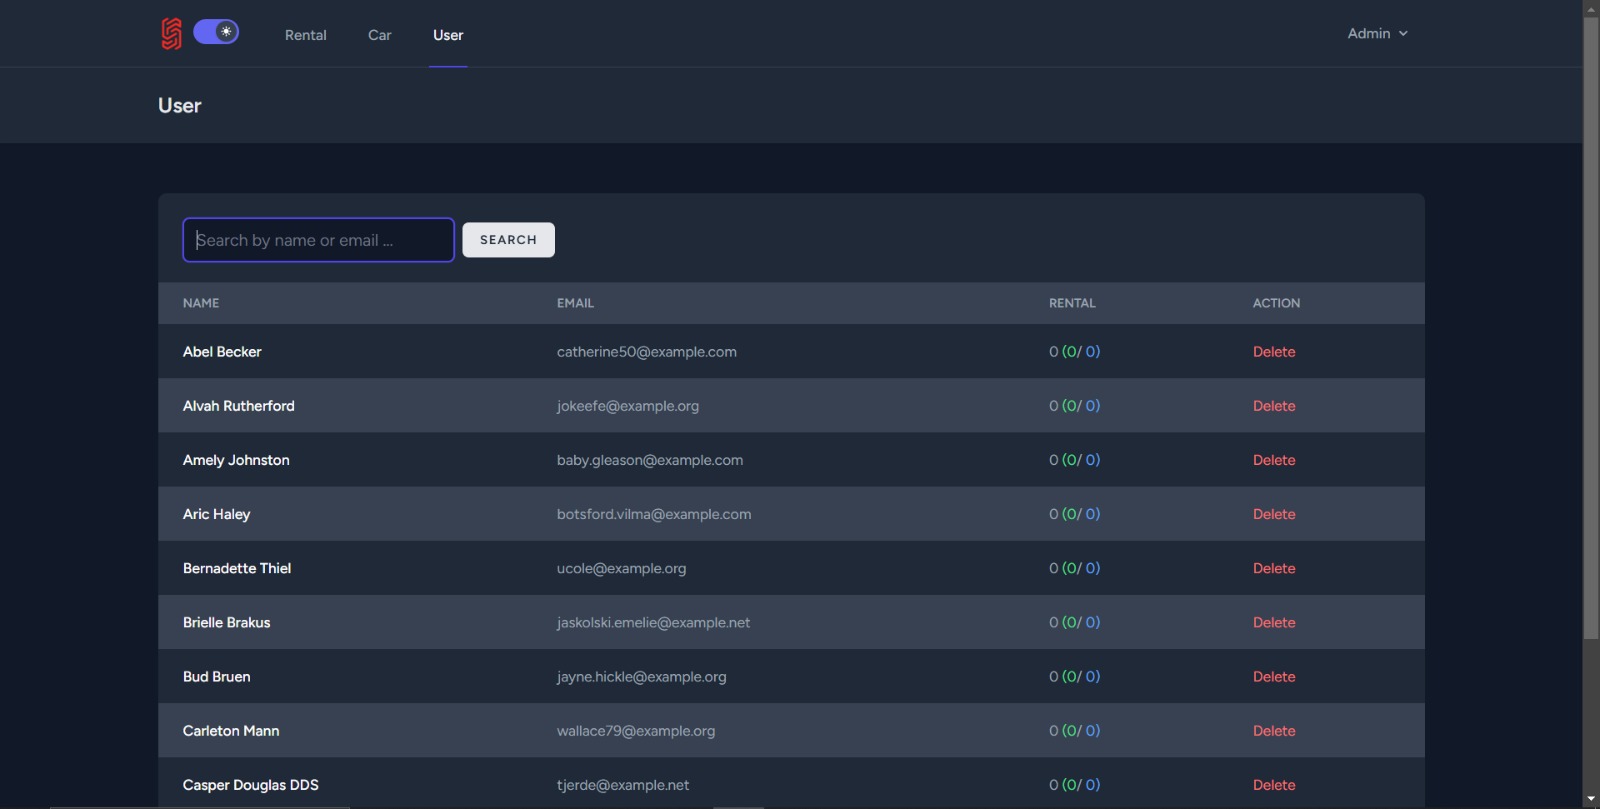 Rental Car User Admin
User
Search by name or email ... SEARCH
NAME EMAIL RENTAL ACTION
Abel Becker catherine50@example.com 0 (0/ 0) Delete
Alvah Rutherford jokeefe@example.org 0 (0/ 0) Delete
Amely Johnston baby.gleason@example.com 0 (0/ 0) Delete
Aric Haley botsford.vilma@example.com 0 (0/ 0) Delete
Bernadette Thiel ucole@example.org 0 (0/ 0) Delete
Brielle Brakus jaskolski.emelie@example.net 0 (0/ 0) Delete
Bud Bruen jayne.hickle@example.org 0 (0/ 0) Delete
Carleton Mann wallace79@example.org 0 (0/ 0) Delete
Casper Douglas DDS tjerde@example.net 0 (0/ 0) Delete